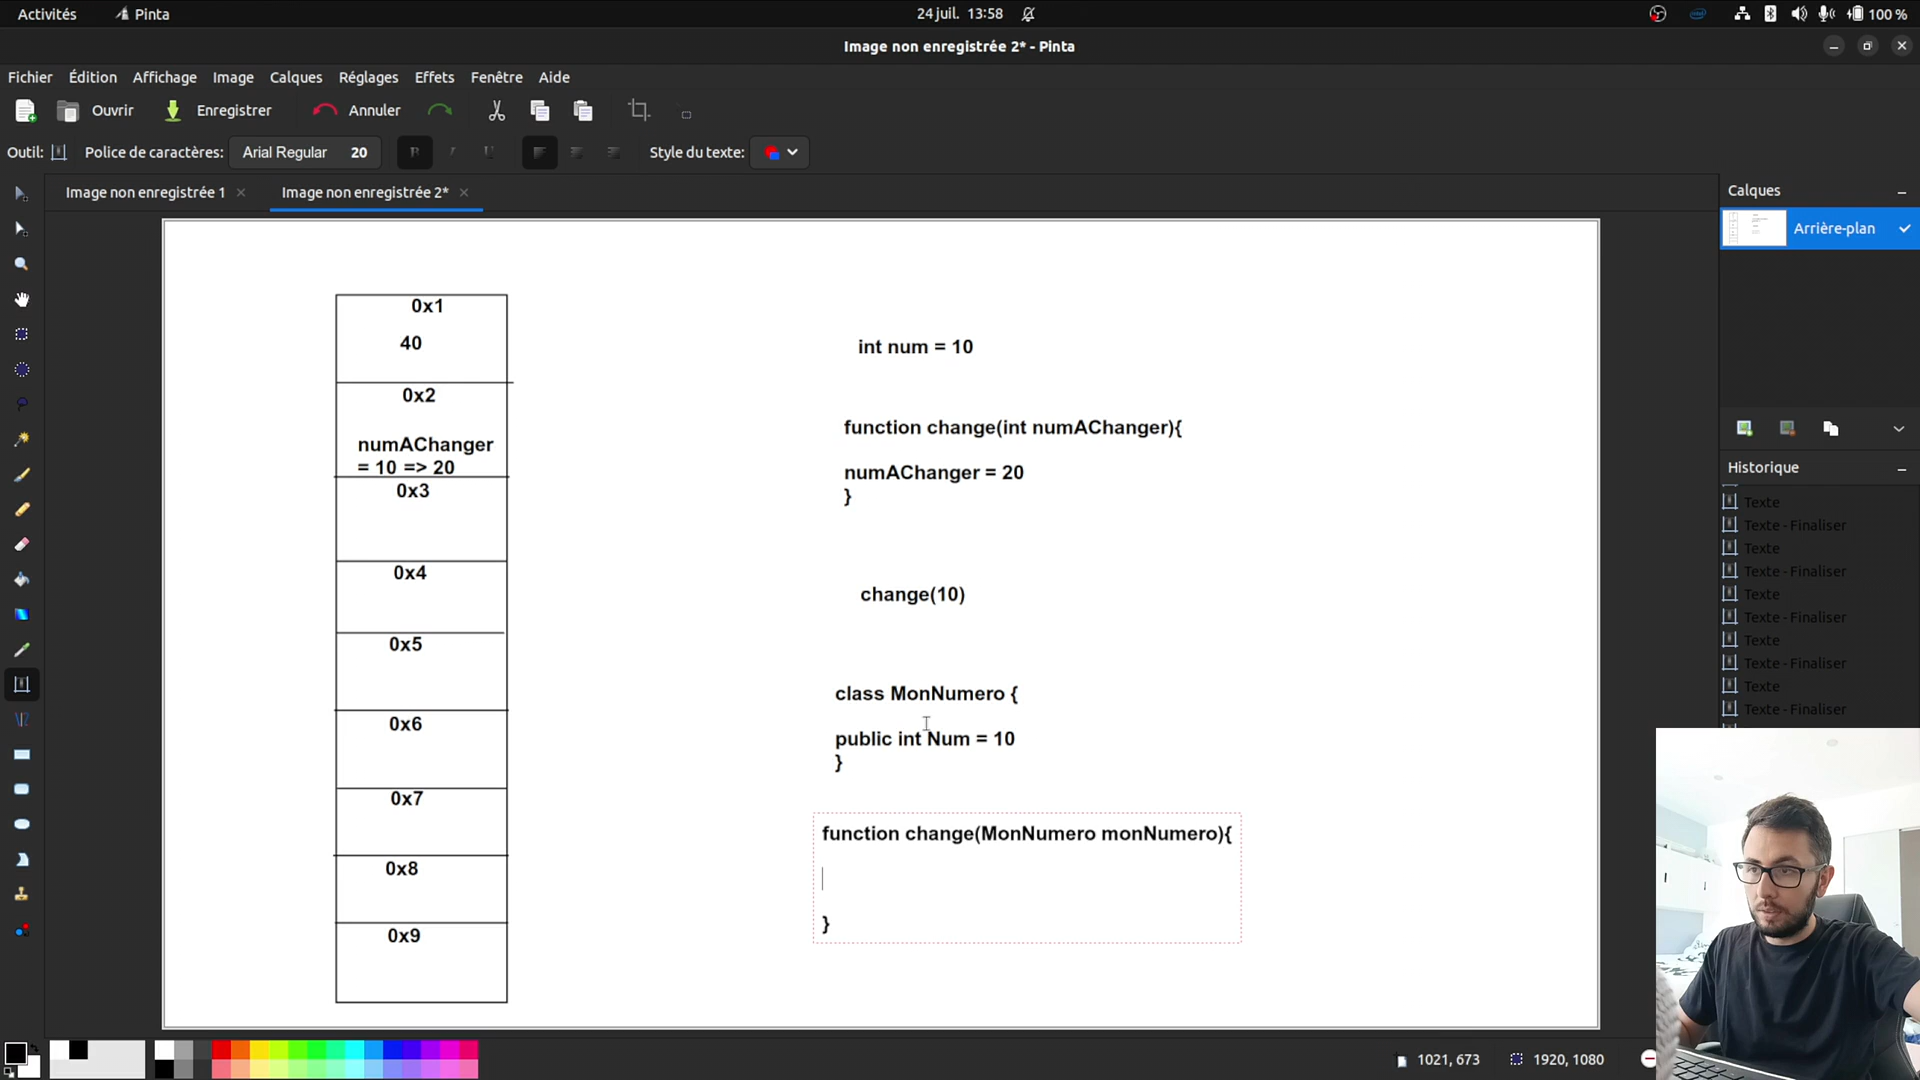 Activités
Pinta
24 juil. 13:58
100 %
Image non enregistrée 2* - Pinta
Fichier
Édition
Affichage
Image
Calques
Réglages
Effets
Fenêtre
Aide
Ouvrir
Enregistrer
Annuler
Outil:
Police de caractères:
Arial Regular
20
B
I
U
Style du texte:
Image non enregistrée 1
Image non enregistrée 2*
Calques
Arrière-plan
Historique
Texte
Texte - Finaliser
Texte
Texte - Finaliser
Texte
Texte - Finaliser
Texte
Texte - Finaliser
Texte
Texte - Finaliser
0x1
40
0x2
numAChanger
= 10 => 20
0x3
0x4
0x5
0x6
0x7
0x8
0x9
int num = 10
function change(int numAChanger){
numAChanger = 20
}
change(10)
class MonNumero {
public int Num = 10
}
function change(MonNumero monNumero){
}
1021, 673
1920, 1080